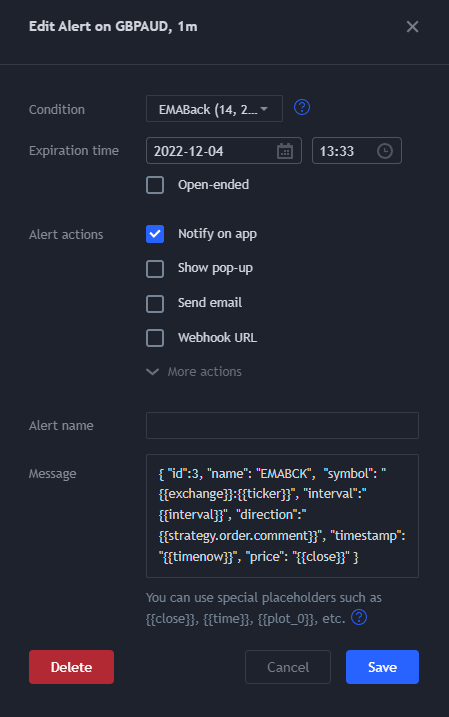 Edit Alert on GBPAUD, 1m
Condition
EMABack (14, 2...
Expiration time
2022-12-04
13:33
Open-ended
Alert actions
Notify on app
Show pop-up
Send email
Webhook URL
More actions
Alert name
Message
{ "id":3, "name": "EMABCK", "symbol": "
{{exchange}}:{{ticker}}", "interval":"
{{interval}}", "direction":"
{{strategy.order.comment}}", "timestamp":
"{{timenow}}", "price": "{{close}}" }
You can use special placeholders such as
{{close}}, {{time}}, {{plot_0}}, etc.
Delete
Cancel
Save